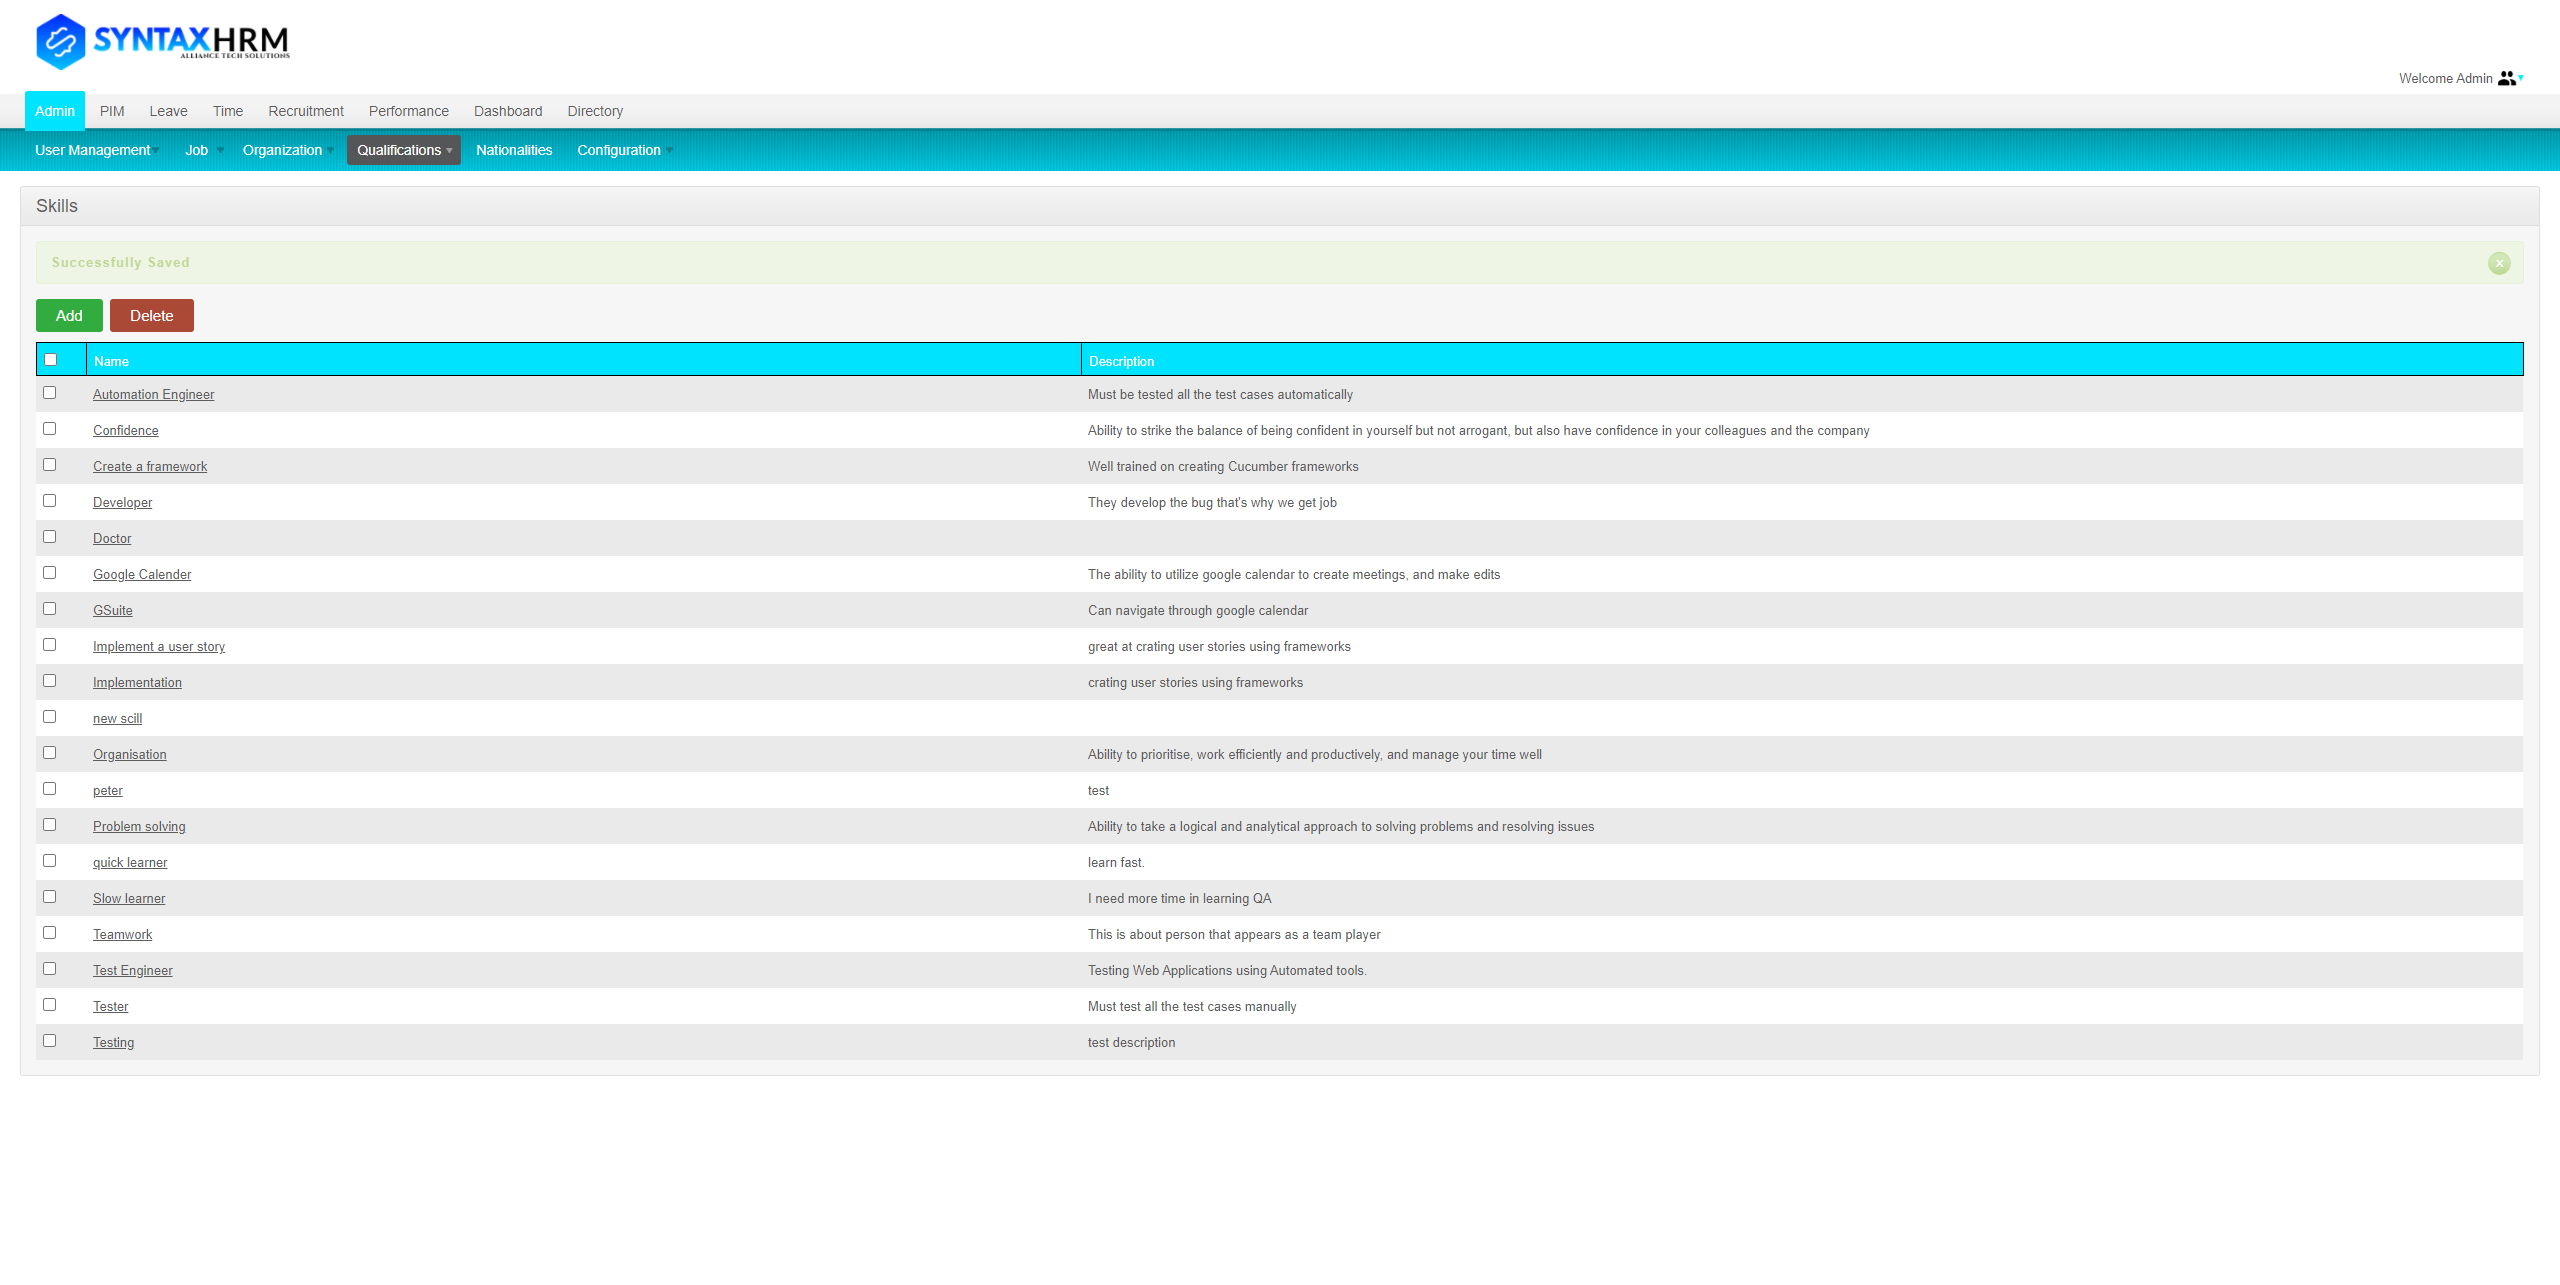 SYNTAXHRM
ALLIANCE TECH SOLUTIONS
Welcome Admin
Admin PIM Leave Time Recruitment Performance Dashboard Directory
User Management Job Organization Qualifications Nationalities Configuration
Skills
Successfully Saved
Add Delete
Name Description
Automation Engineer Must be tested all the test cases automatically
Confidence Ability to strike the balance of being confident in yourself but not arrogant, but also have confidence in your colleagues and the company
Create a framework Well trained on creating Cucumber frameworks
Developer They develop the bug that's why we get job
Doctor
Google Calender The ability to utilize google calendar to create meetings, and make edits
GSuite Can navigate through google calendar
Implement a user story great at crating user stories using frameworks
Implementation crating user stories using frameworks
new scill
Organisation Ability to prioritise, work efficiently and productively, and manage your time well
peter test
Problem solving Ability to take a logical and analytical approach to solving problems and resolving issues
quick learner learn fast.
Slow learner I need more time in learning QA
Teamwork This is about person that appears as a team player
Test Engineer Testing Web Applications using Automated tools.
Tester Must test all the test cases manually
Testing test description